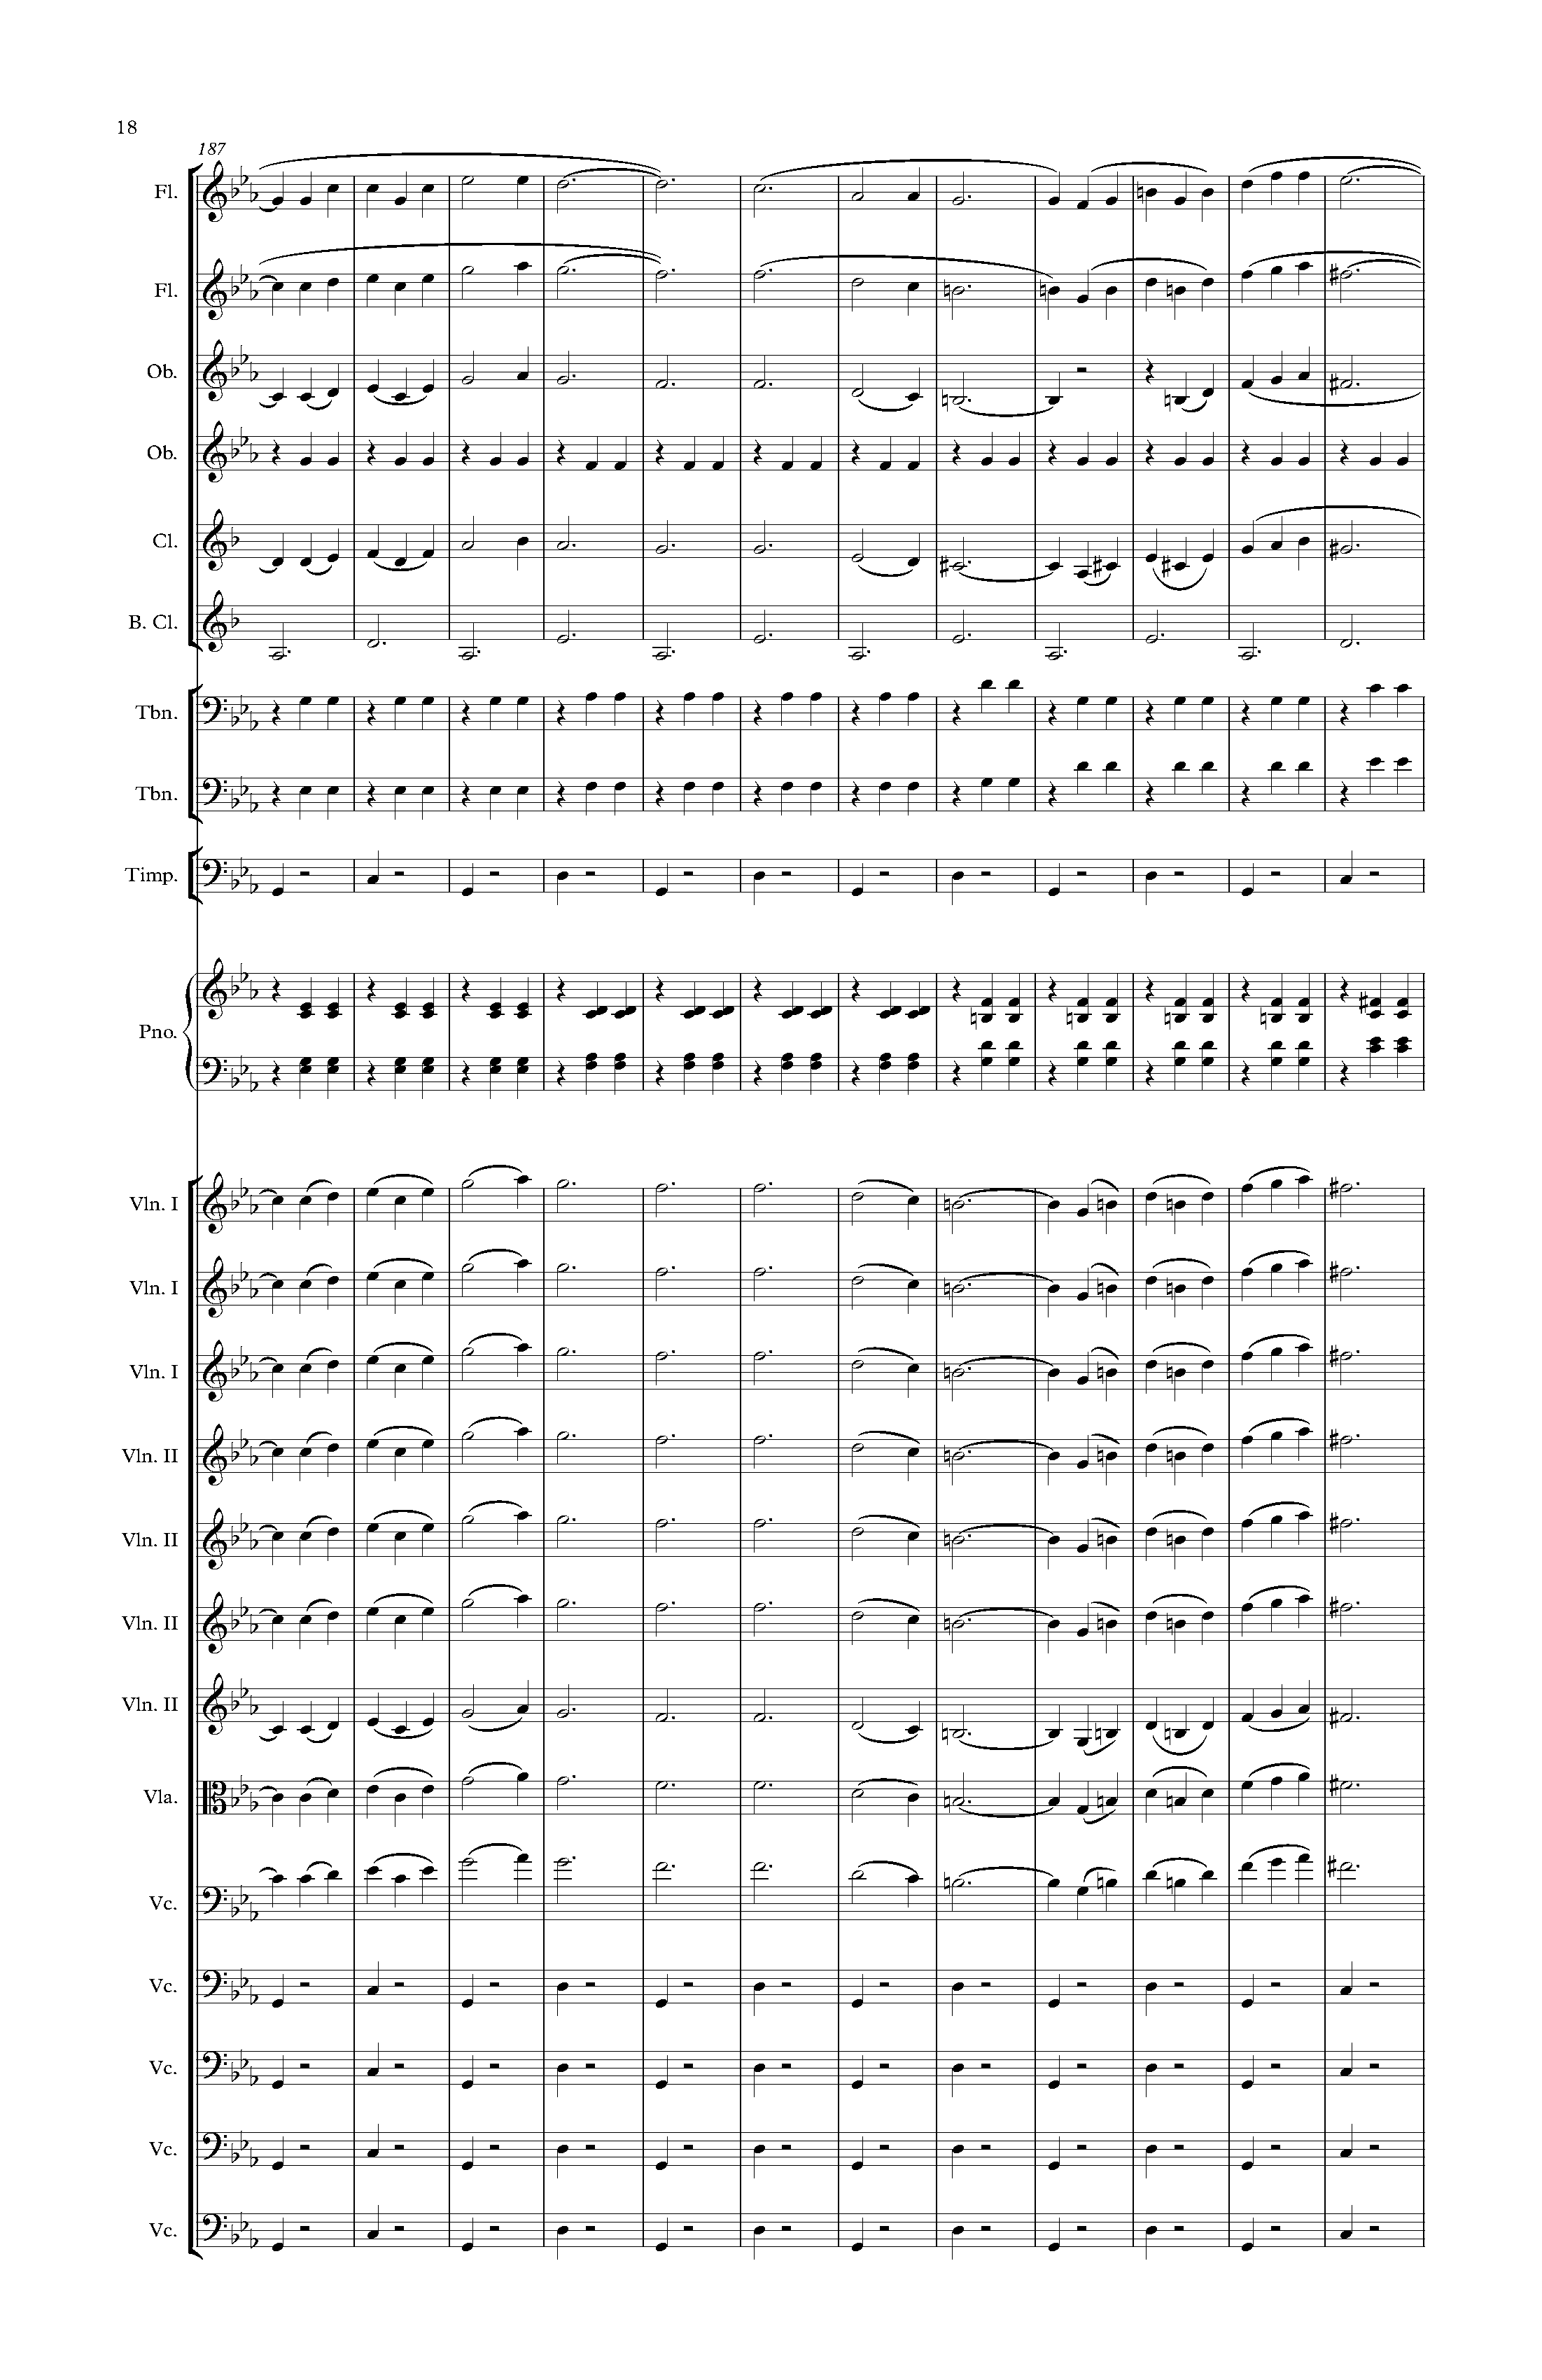 18
187
Fl.
Fl.
Ob.
Ob.
Cl.
B. Cl.
Tbn.
Tbn.
Timp.
Pno.
Vln. I
Vln. I
Vln. I
Vln. II
Vln. II
Vln. II
Vln. II
Vla.
Vc.
Vc.
Vc.
Vc.
Vc.